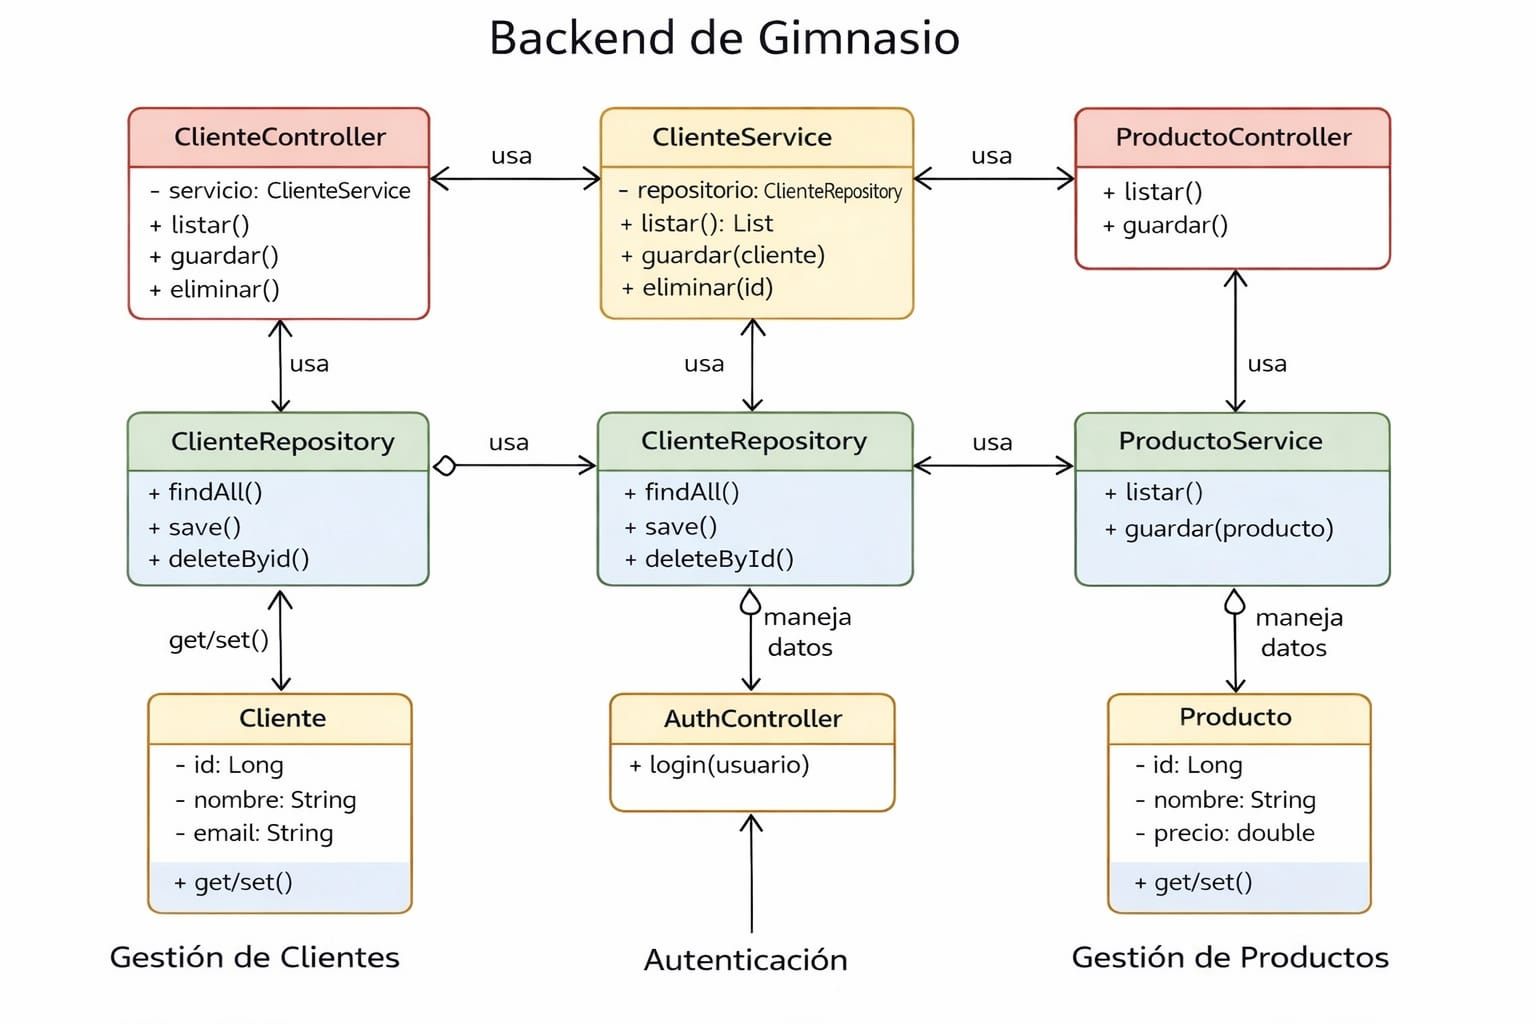 Backend de Gimnasio
ClienteController
- servicio: ClienteService
+ listar()
+ guardar()
+ eliminar()
usa
ClienteService
- repositorio: ClienteRepository
+ listar(): List
+ guardar(cliente)
+ eliminar(id)
usa
ProductoController
+ listar()
+ guardar()
usa
usa
usa
ClienteRepository
+ findAll()
+ save()
+ deleteByid()
usa
ClienteRepository
+ findAll()
+ save()
+ deleteById()
usa
ProductoService
+ listar()
+ guardar(producto)
get/set()
maneja
datos
maneja
datos
Cliente
- id: Long
- nombre: String
- email: String
+ get/set()
AuthController
+ login(usuario)
Producto
- id: Long
- nombre: String
- precio: double
+ get/set()
Gestión de Clientes
Autenticación
Gestión de Productos